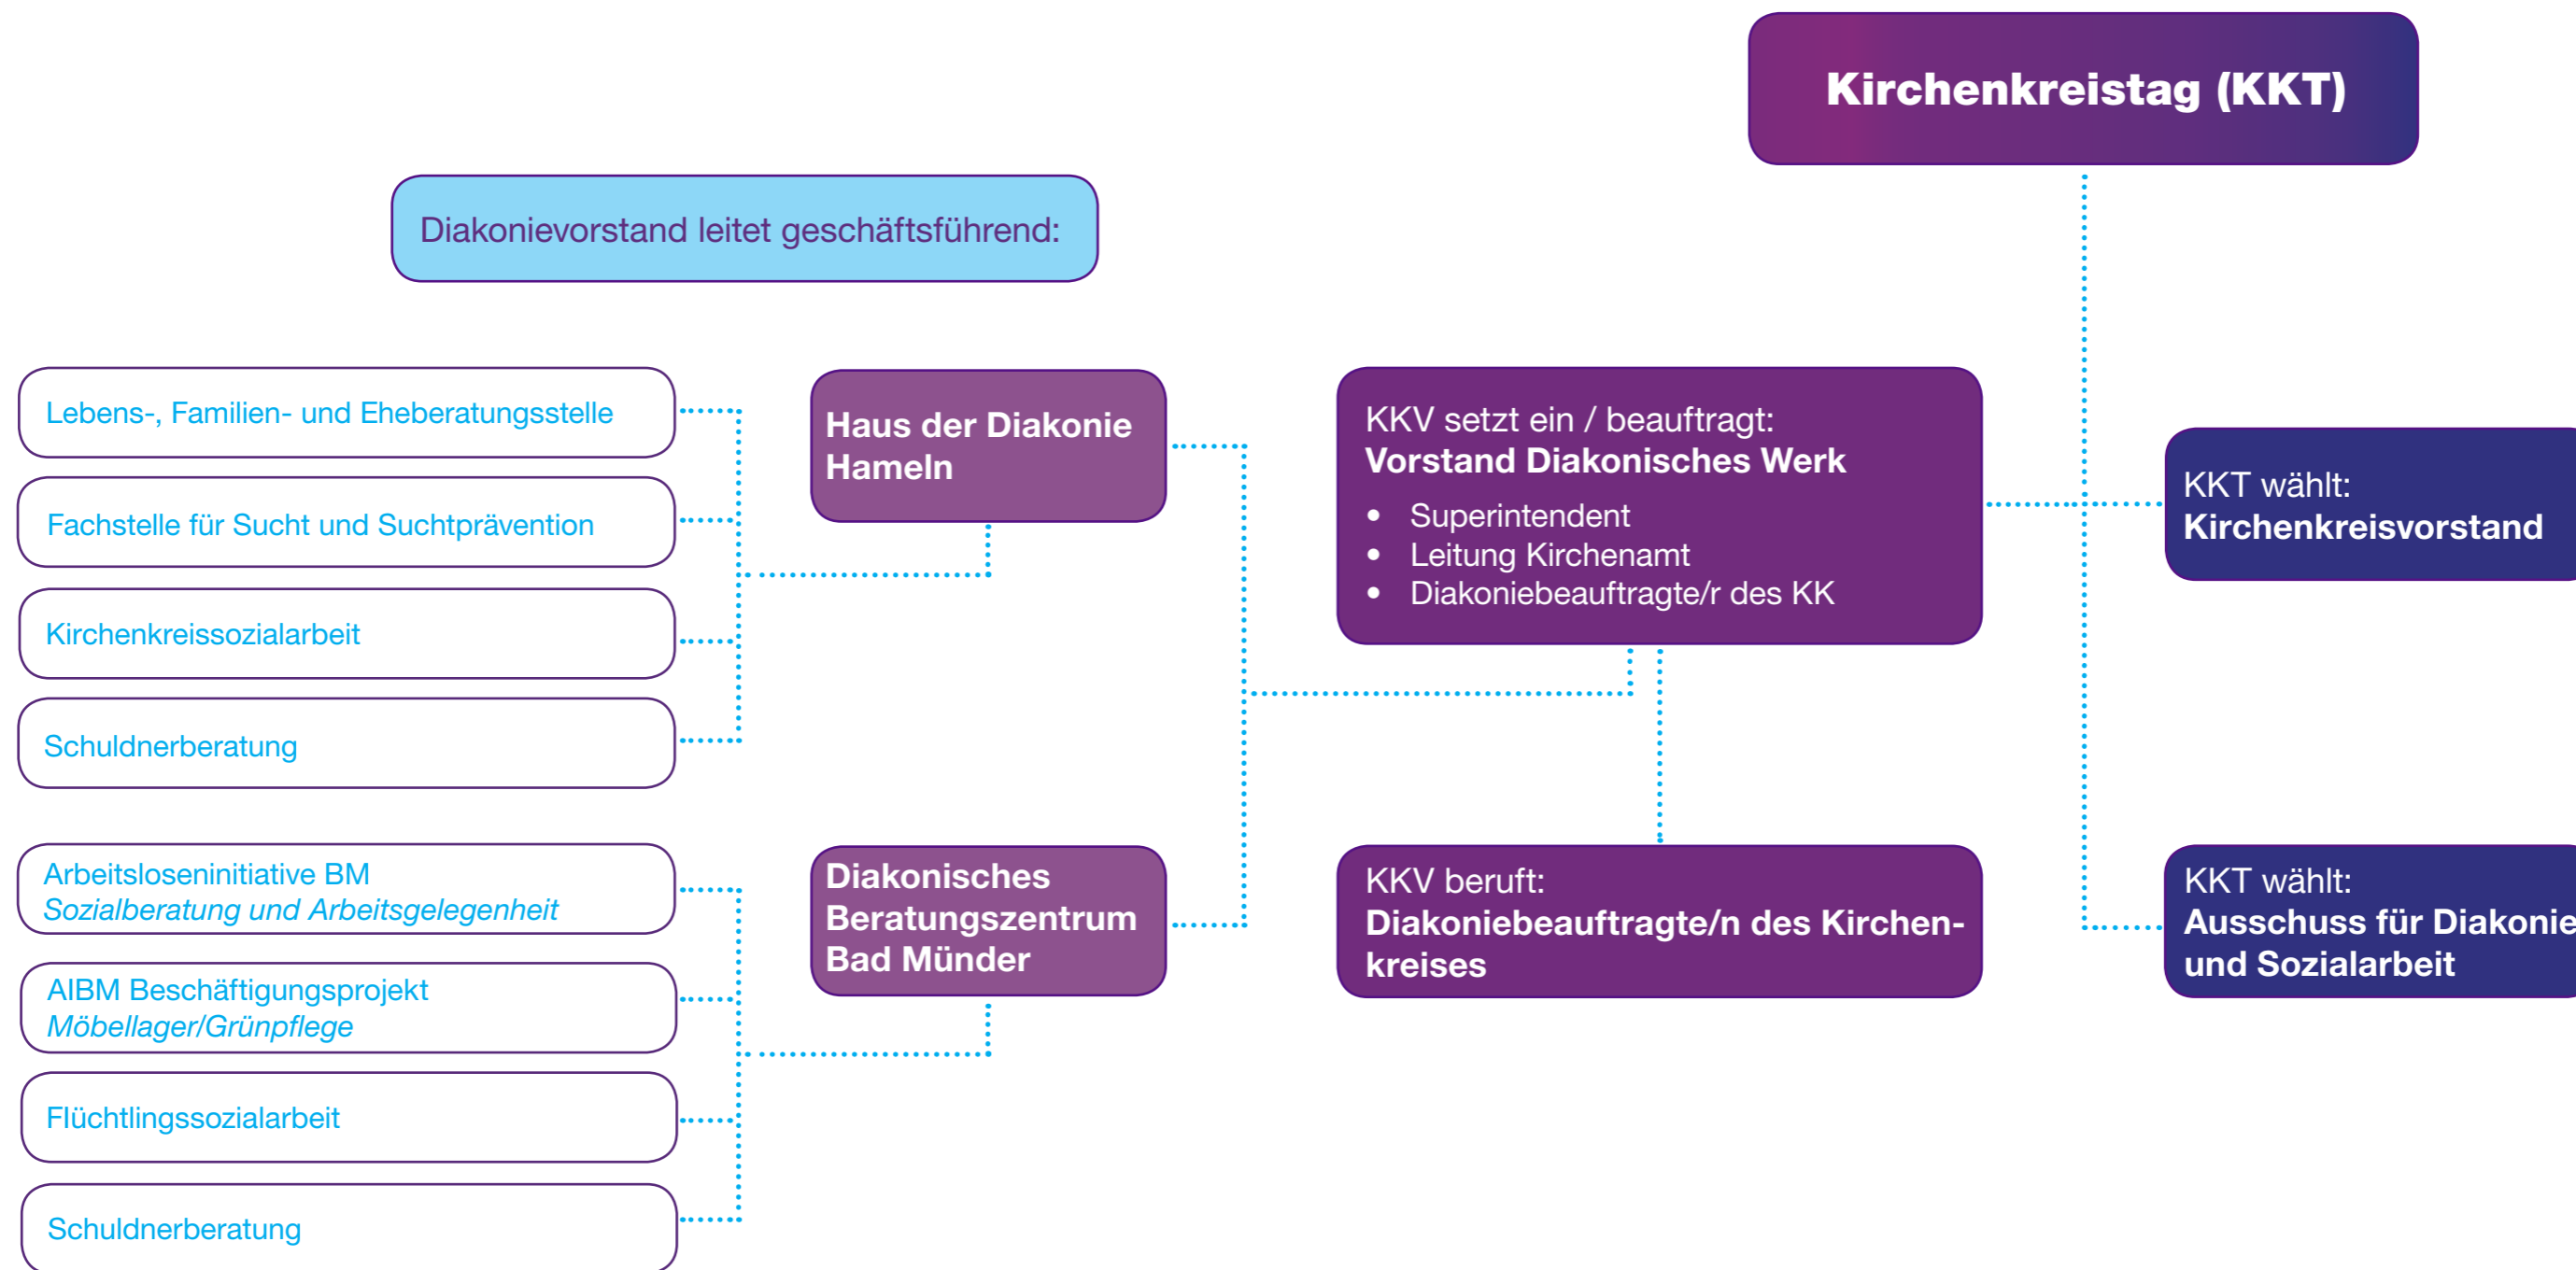 Kirchenkreistag (KKT)
Diakonievorstand leitet geschäftsführend:
Lebens-, Familien- und Eheberatungsstelle
Fachstelle für Sucht und Suchtprävention
Kirchenkreissozialarbeit
Schuldnerberatung
Haus der Diakonie
Hameln
KKV setzt ein / beauftragt:
Vorstand Diakonisches Werk
• Superintendent
• Leitung Kirchenamt
• Diakoniebeauftragte/r des KK
KKT wählt:
Kirchenkreisvorstand
Arbeitsloseninitiative BM
Sozialberatung und Arbeitsgelegenheit
AIBM Beschäftigungsprojekt
Möbellager/Grünpflege
Flüchtlingssozialarbeit
Schuldnerberatung
Diakonisches
Beratungszentrum
Bad Münder
KKV beruft:
Diakoniebeauftragte/n des Kirchen-
kreises
KKT wählt:
Ausschuss für Diakonie
und Sozialarbeit